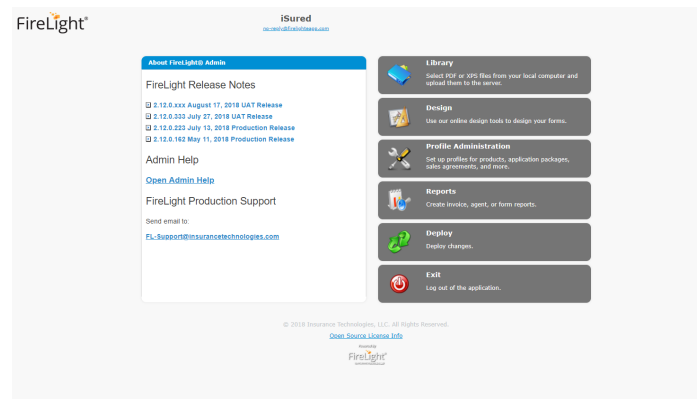 FireLight®
iSured
no-reply@firelighteapp.com
About FireLight® Admin
FireLight Release Notes
2.12.0.xxx August 17, 2018 UAT Release
2.12.0.333 July 27, 2018 UAT Release
2.12.0.223 July 13, 2018 Production Release
2.12.0.162 May 11, 2018 Production Release
Admin Help
Open Admin Help
FireLight Production Support
Send email to:
FL-Support@insurancetechnologies.com
Library
Select PDF or XPS files from your local computer and
upload them to the server.
Design
Use our online design tools to design your forms.
Profile Administration
Set up profiles for products, application packages,
sales agreements, and more.
Reports
Create invoice, agent, or form reports.
Deploy
Deploy changes.
Exit
Log out of the application.
© 2018 Insurance Technologies, LLC. All Rights Reserved.
Open Source License Info
Powered by
FireLight®